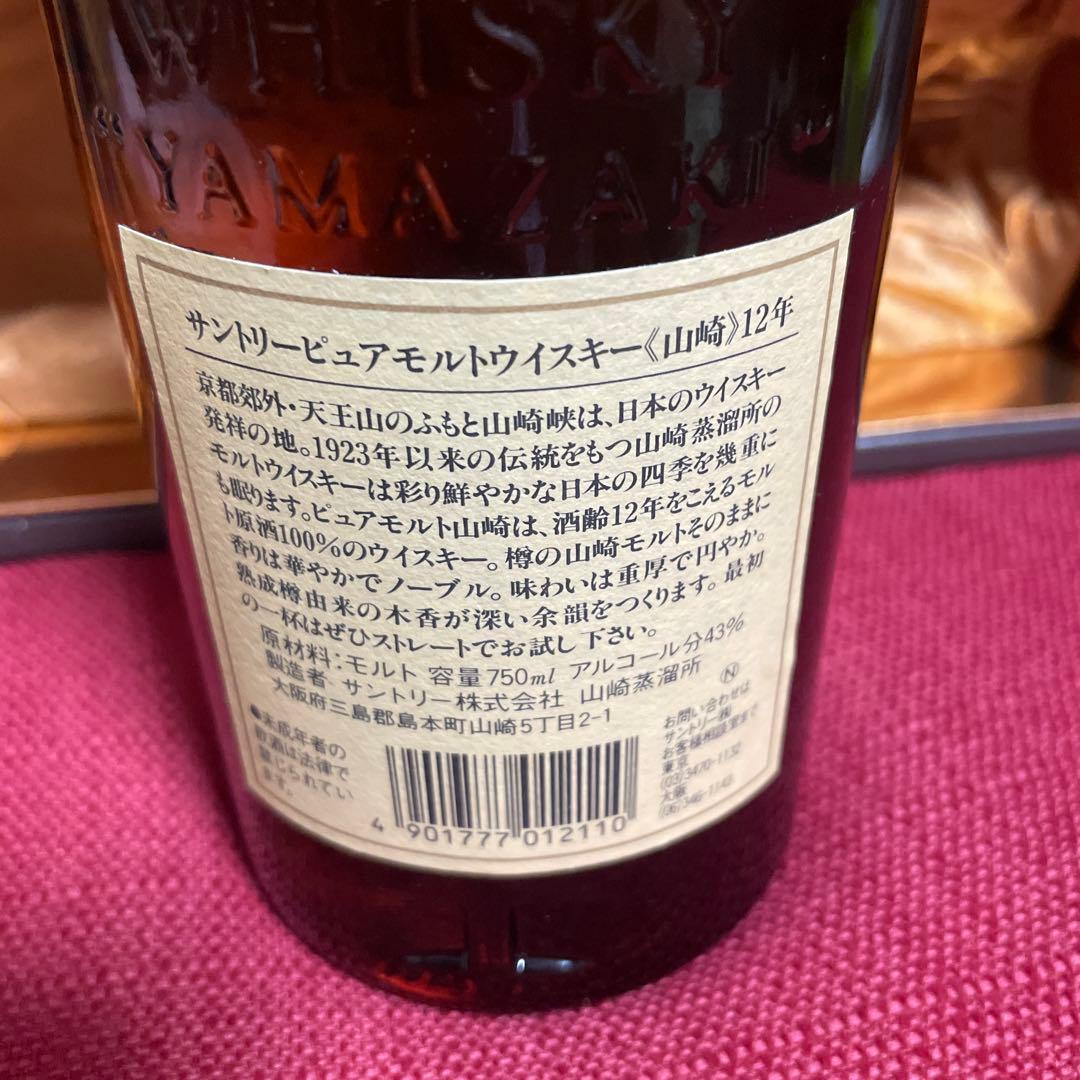 WHISKY
"YAMAZAKI"
サントリーピュアモルトウイスキー《山崎》12年
京都郊外・天王山のふもと山崎峡は、日本のウイスキー
発祥の地。1923年以来の伝統をもつ山崎蒸溜所の
モルトウイスキーは彩り鮮やかな日本の四季を幾重に
も眠ります。ピュアモルト山崎は、酒齢12年をこえるモル
ト原酒100%のウイスキー。樽の山崎モルトそのままに
香りは華やかでノーブル。味わいは重厚で円やか。
熟成樽由来の木香が深い余韻をつくります。最初
の一杯はぜひストレートでお試し下さい。
原材料:モルト 容量750ml アルコール分43%
製造者 サントリー株式会社 山崎蒸溜所 Ⓝ
大阪府三島郡島本町山崎5丁目2-1
●未成年者の
飲酒は法律で
禁じられてい
ます。
お問い合わせは
サントリー㈱
お客様相談室まで
東京
(03)3470-1132
大阪
4 901777 012110